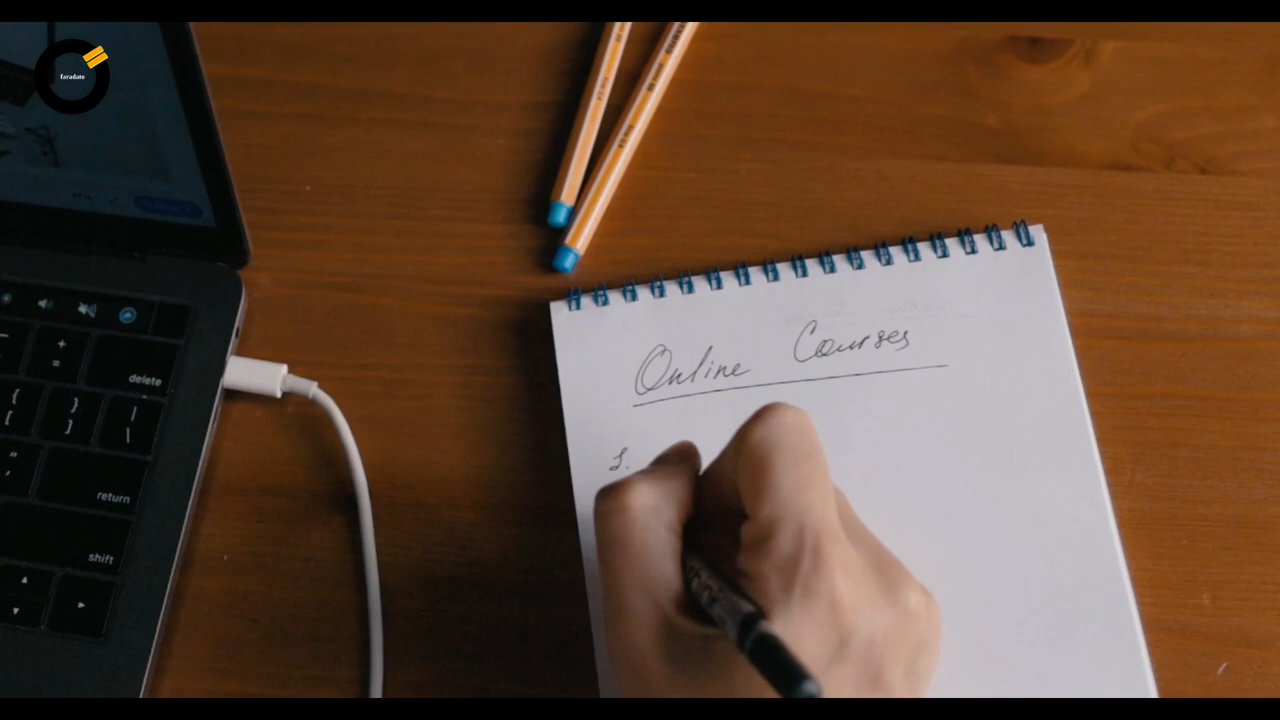 faradato
Online Courses
1.
delete
return
shift
+
=
{
[
}
]
|
\
"
,